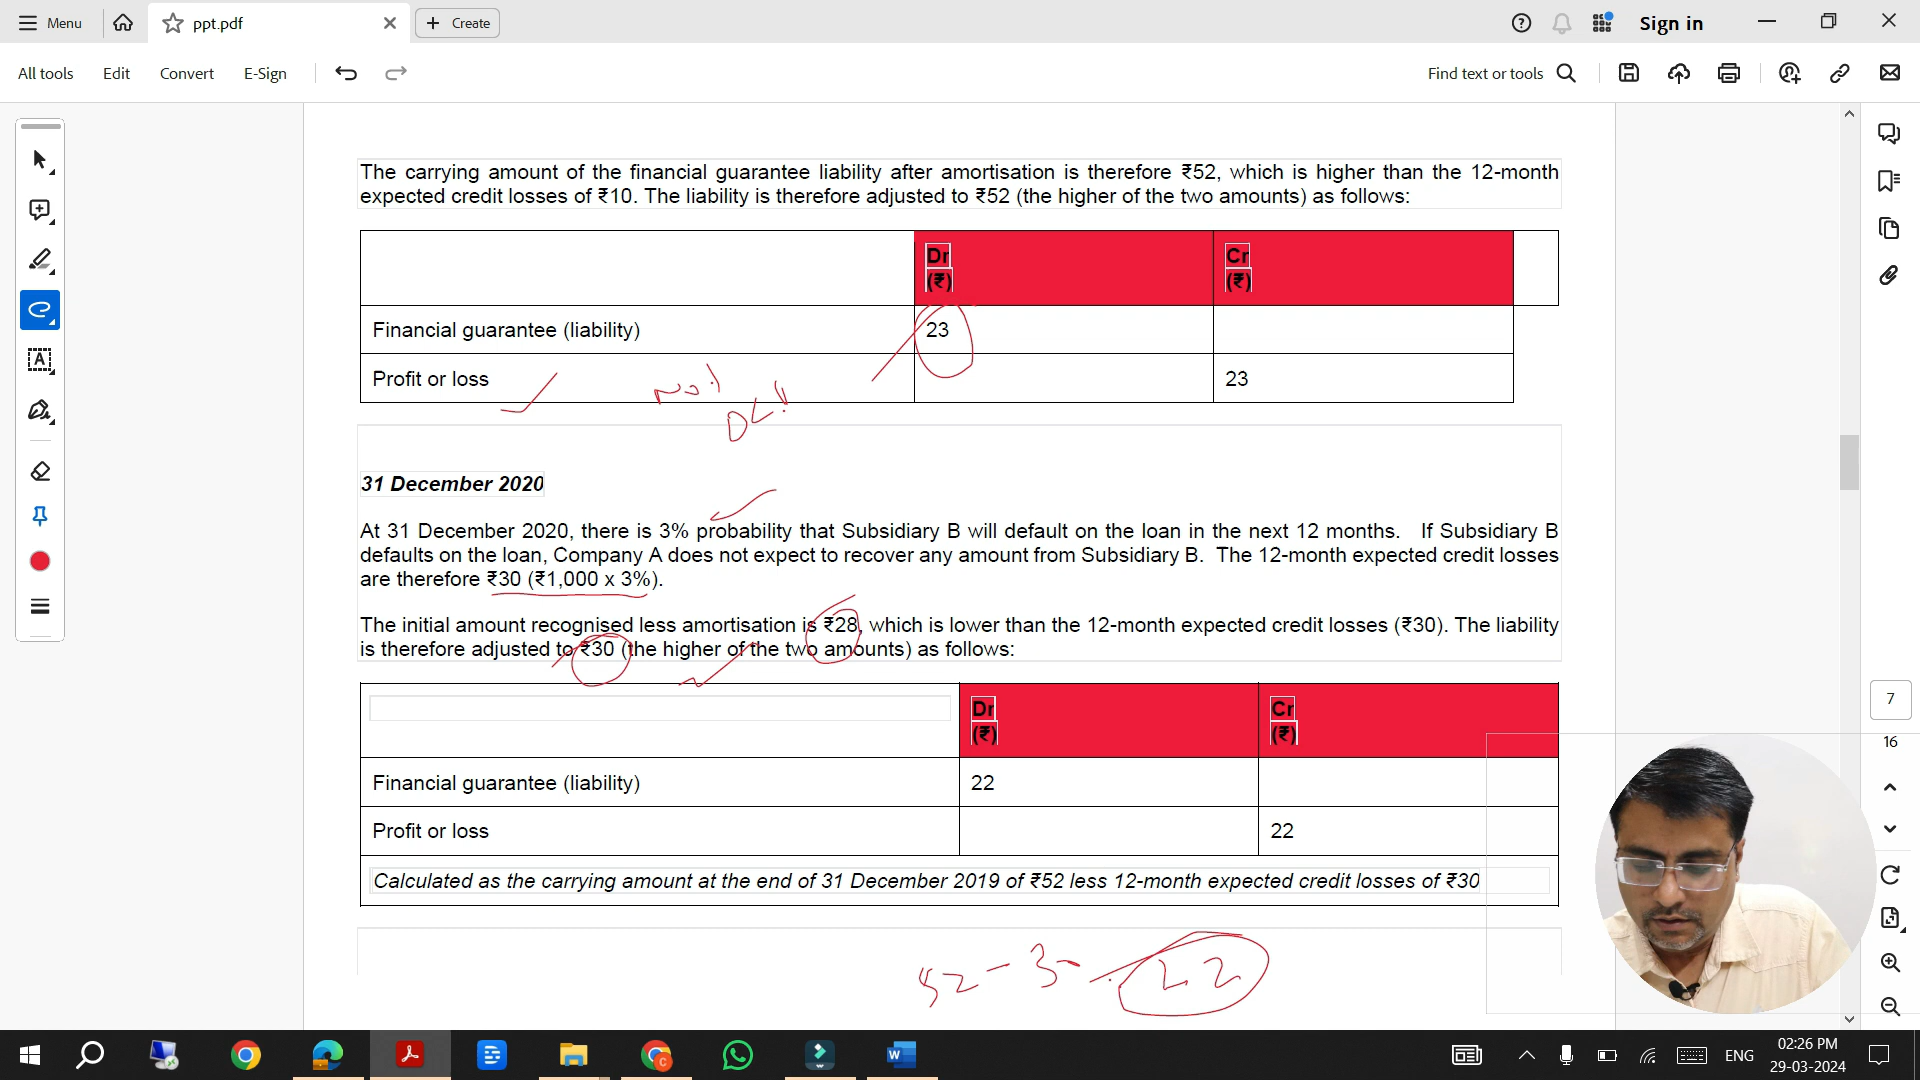 Menu
ppt.pdf
Create
Sign in
All tools
Edit
Convert
E-Sign
Find text or tools
The carrying amount of the financial guarantee liability after amortisation is therefore ₹52, which is higher than the 12-month
expected credit losses of ₹10. The liability is therefore adjusted to ₹52 (the higher of the two amounts) as follows:
Dr
(₹)
Cr
(₹)
Financial guarantee (liability)
23
Profit or loss
23
Not
31 December 2020
At 31 December 2020, there is 3% probability that Subsidiary B will default on the loan in the next 12 months. If Subsidiary B
defaults on the loan, Company A does not expect to recover any amount from Subsidiary B. The 12-month expected credit losses
are therefore ₹30 (₹1,000 x 3%).
The initial amount recognised less amortisation is ₹28, which is lower than the 12-month expected credit losses (₹30). The liability
is therefore adjusted to ₹30 (the higher of the two amounts) as follows:
Dr
(₹)
Cr
(₹)
Financial guarantee (liability)
22
Profit or loss
22
Calculated as the carrying amount at the end of 31 December 2019 of ₹52 less 12-month expected credit losses of ₹30
52 - 30 22
7
16
ENG
02:26 PM
29-03-2024